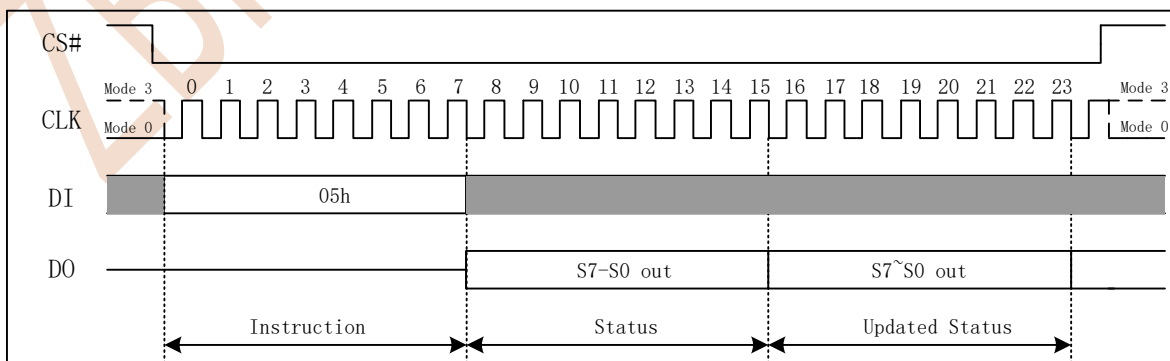 CS#
Mode 3 0 1 2 3 4 5 6 7 8 9 10 11 12 13 14 15 16 17 18 19 20 21 22 23 Mode 3
CLK
Mode 0 Mode 0
DI 05h
DO S7-S0 out S7~S0 out
Instruction Status Updated Status